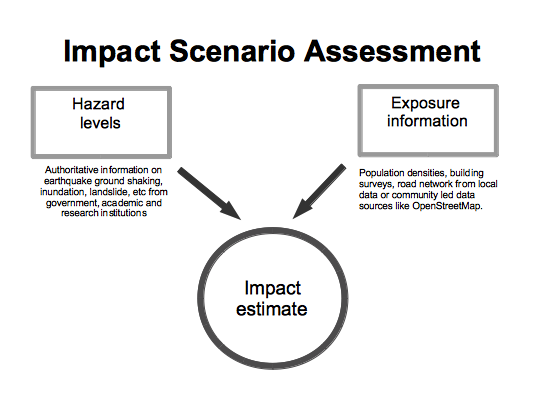 Impact Scenario Assessment
Hazard
levels
Authoritative information on
earthquake ground shaking,
inundation, landslide, etc from
government, academic and
research institutions
Exposure
information
Population densities, building
surveys, road network from local
data or community led data
sources like OpenStreetMap.
Impact
estimate